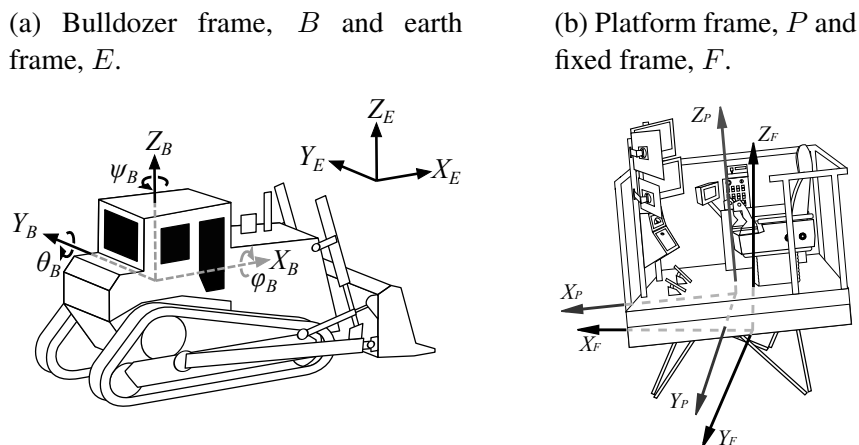 (a) Bulldozer frame, B and earth
frame, E.
(b) Platform frame, P and
fixed frame, F.
Z_E
Y_E
X_E
Z_B
ψ_B
Y_B
θ_B
X_B
φ_B
Z_P
Z_F
X_P
X_F
Y_P
Y_F